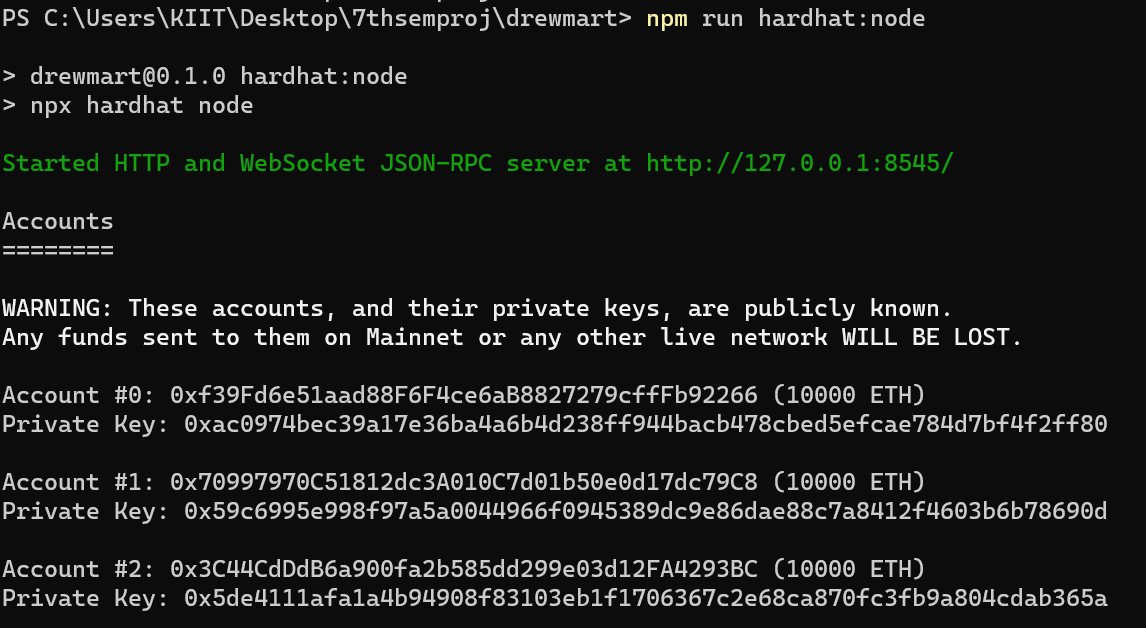 PS C:\Users\KIIT\Desktop\7thsemproj\drewmart> npm run hardhat:node
> drewmart@0.1.0 hardhat:node
> npx hardhat node
Started HTTP and WebSocket JSON-RPC server at http://127.0.0.1:8545/
Accounts
========
WARNING: These accounts, and their private keys, are publicly known.
Any funds sent to them on Mainnet or any other live network WILL BE LOST.
Account #0: 0xf39Fd6e51aad88F6F4ce6aB8827279cffFb92266 (10000 ETH)
Private Key: 0xac0974bec39a17e36ba4a6b4d238ff944bacb478cbed5efcae784d7bf4f2ff80
Account #1: 0x70997970C51812dc3A010C7d01b50e0d17dc79C8 (10000 ETH)
Private Key: 0x59c6995e998f97a5a0044966f0945389dc9e86dae88c7a8412f4603b6b78690d
Account #2: 0x3C44CdDdB6a900fa2b585dd299e03d12FA4293BC (10000 ETH)
Private Key: 0x5de4111afa1a4b94908f83103eb1f1706367c2e68ca870fc3fb9a804cdab365a